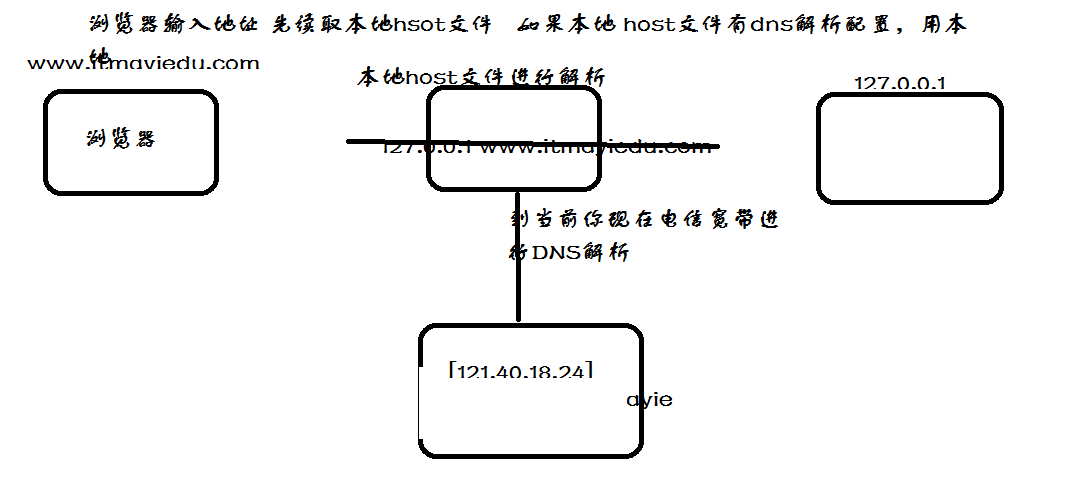 浏览器输入地址 先续取本地hsot文件 如果本地 host文件有dns解析配置，用本
地
www.itmayiedu.com
本地host文件进行解析
127.0.0.1
浏览器
127.0.0.1 www.itmayiedu.com
到当前你现在电信宽带进
行DNS解析
[121.40.18.24]
ayie